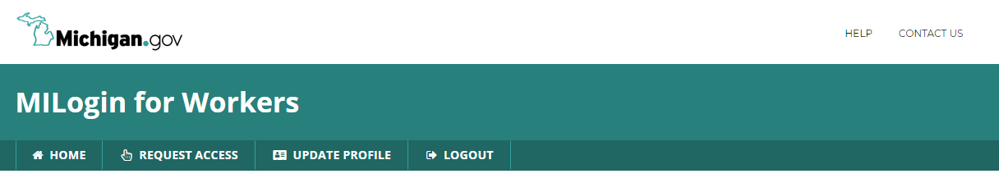 Michigan.gov
HELP CONTACT US
MILogin for Workers
HOME REQUEST ACCESS UPDATE PROFILE LOGOUT